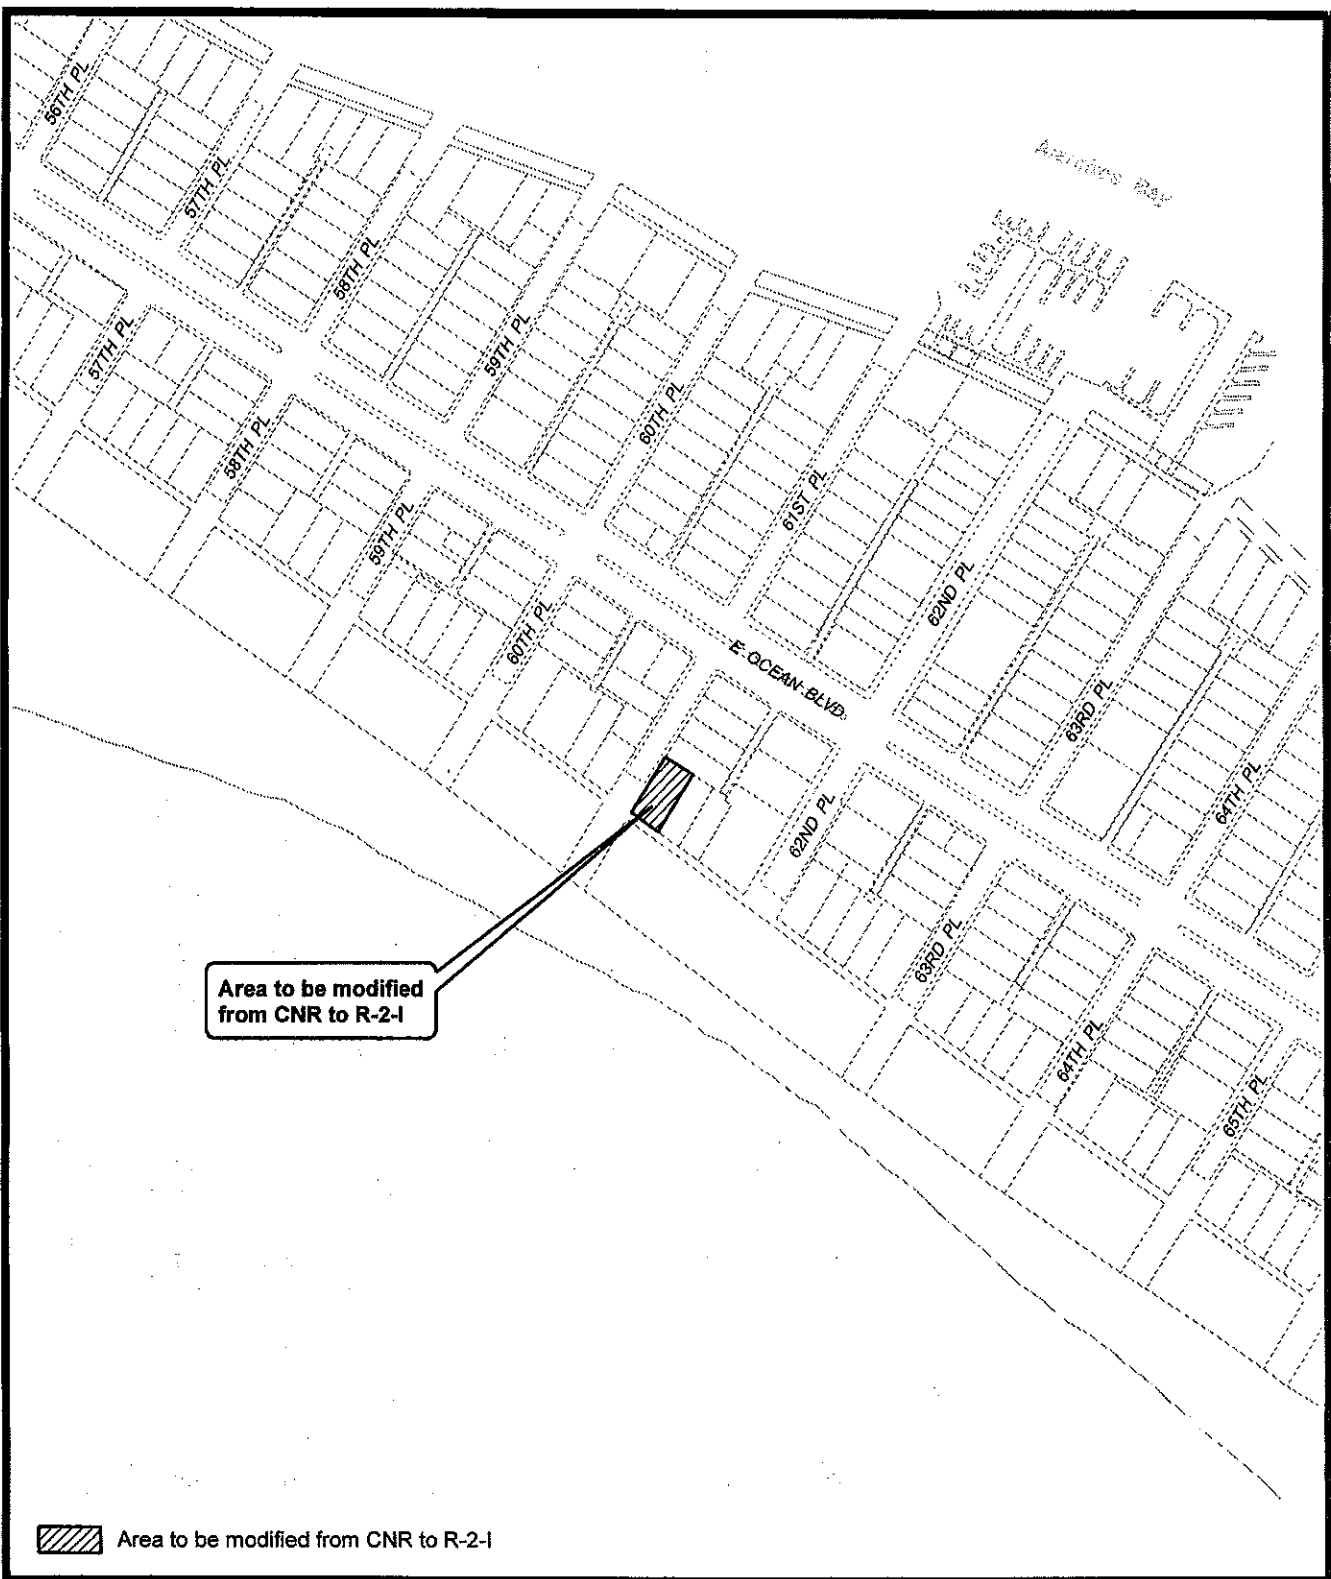 56TH PL
57TH PL
58TH PL
59TH PL
60TH PL
61ST PL
62ND PL
63RD PL
64TH PL
57TH PL
58TH PL
59TH PL
60TH PL
62ND PL
63RD PL
64TH PL
65TH PL
E OCEAN BLVD
Alamitos Bay
Area to be modified
from CNR to R-2-I
Area to be modified from CNR to R-2-I